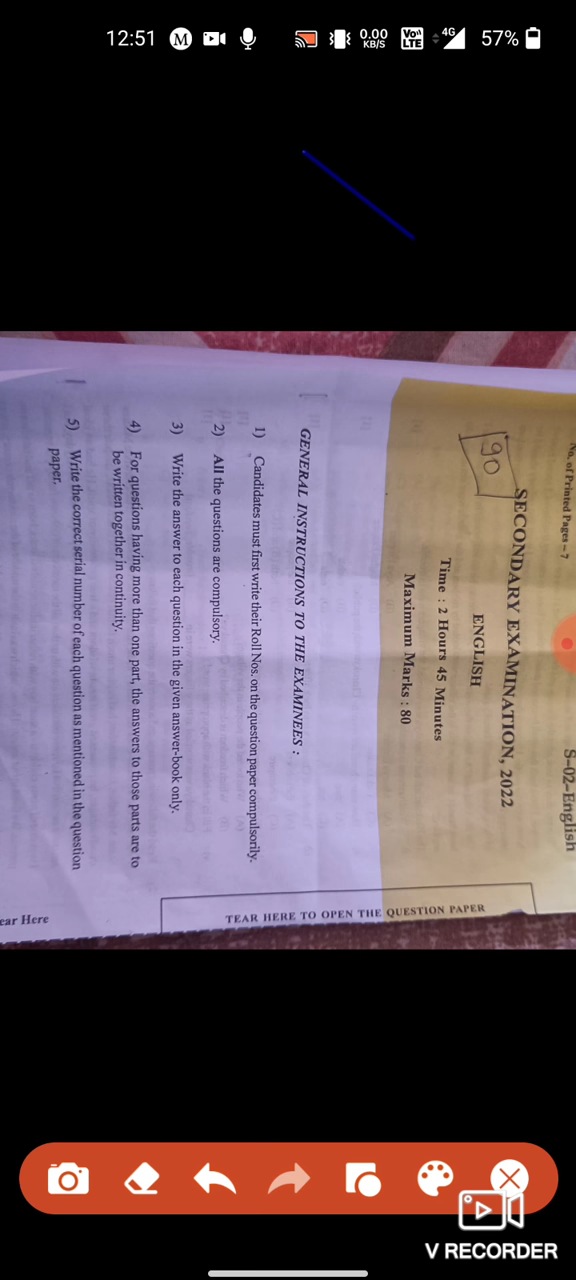 12:51 M 0.00 KB/S Vo LTE 4G 57%
No. of Printed Pages – 7
S–02–English
90
SECONDARY EXAMINATION, 2022
ENGLISH
Time : 2 Hours 45 Minutes
Maximum Marks : 80
GENERAL INSTRUCTIONS TO THE EXAMINEES :
1) Candidates must first write their Roll Nos. on the question paper compulsorily.
2) All the questions are compulsory.
3) Write the answer to each question in the given answer-book only.
4) For questions having more than one part, the answers to those parts are to
be written together in continuity.
5) Write the correct serial number of each question as mentioned in the question
paper.
TEAR HERE TO OPEN THE QUESTION PAPER
ear Here
V RECORDER